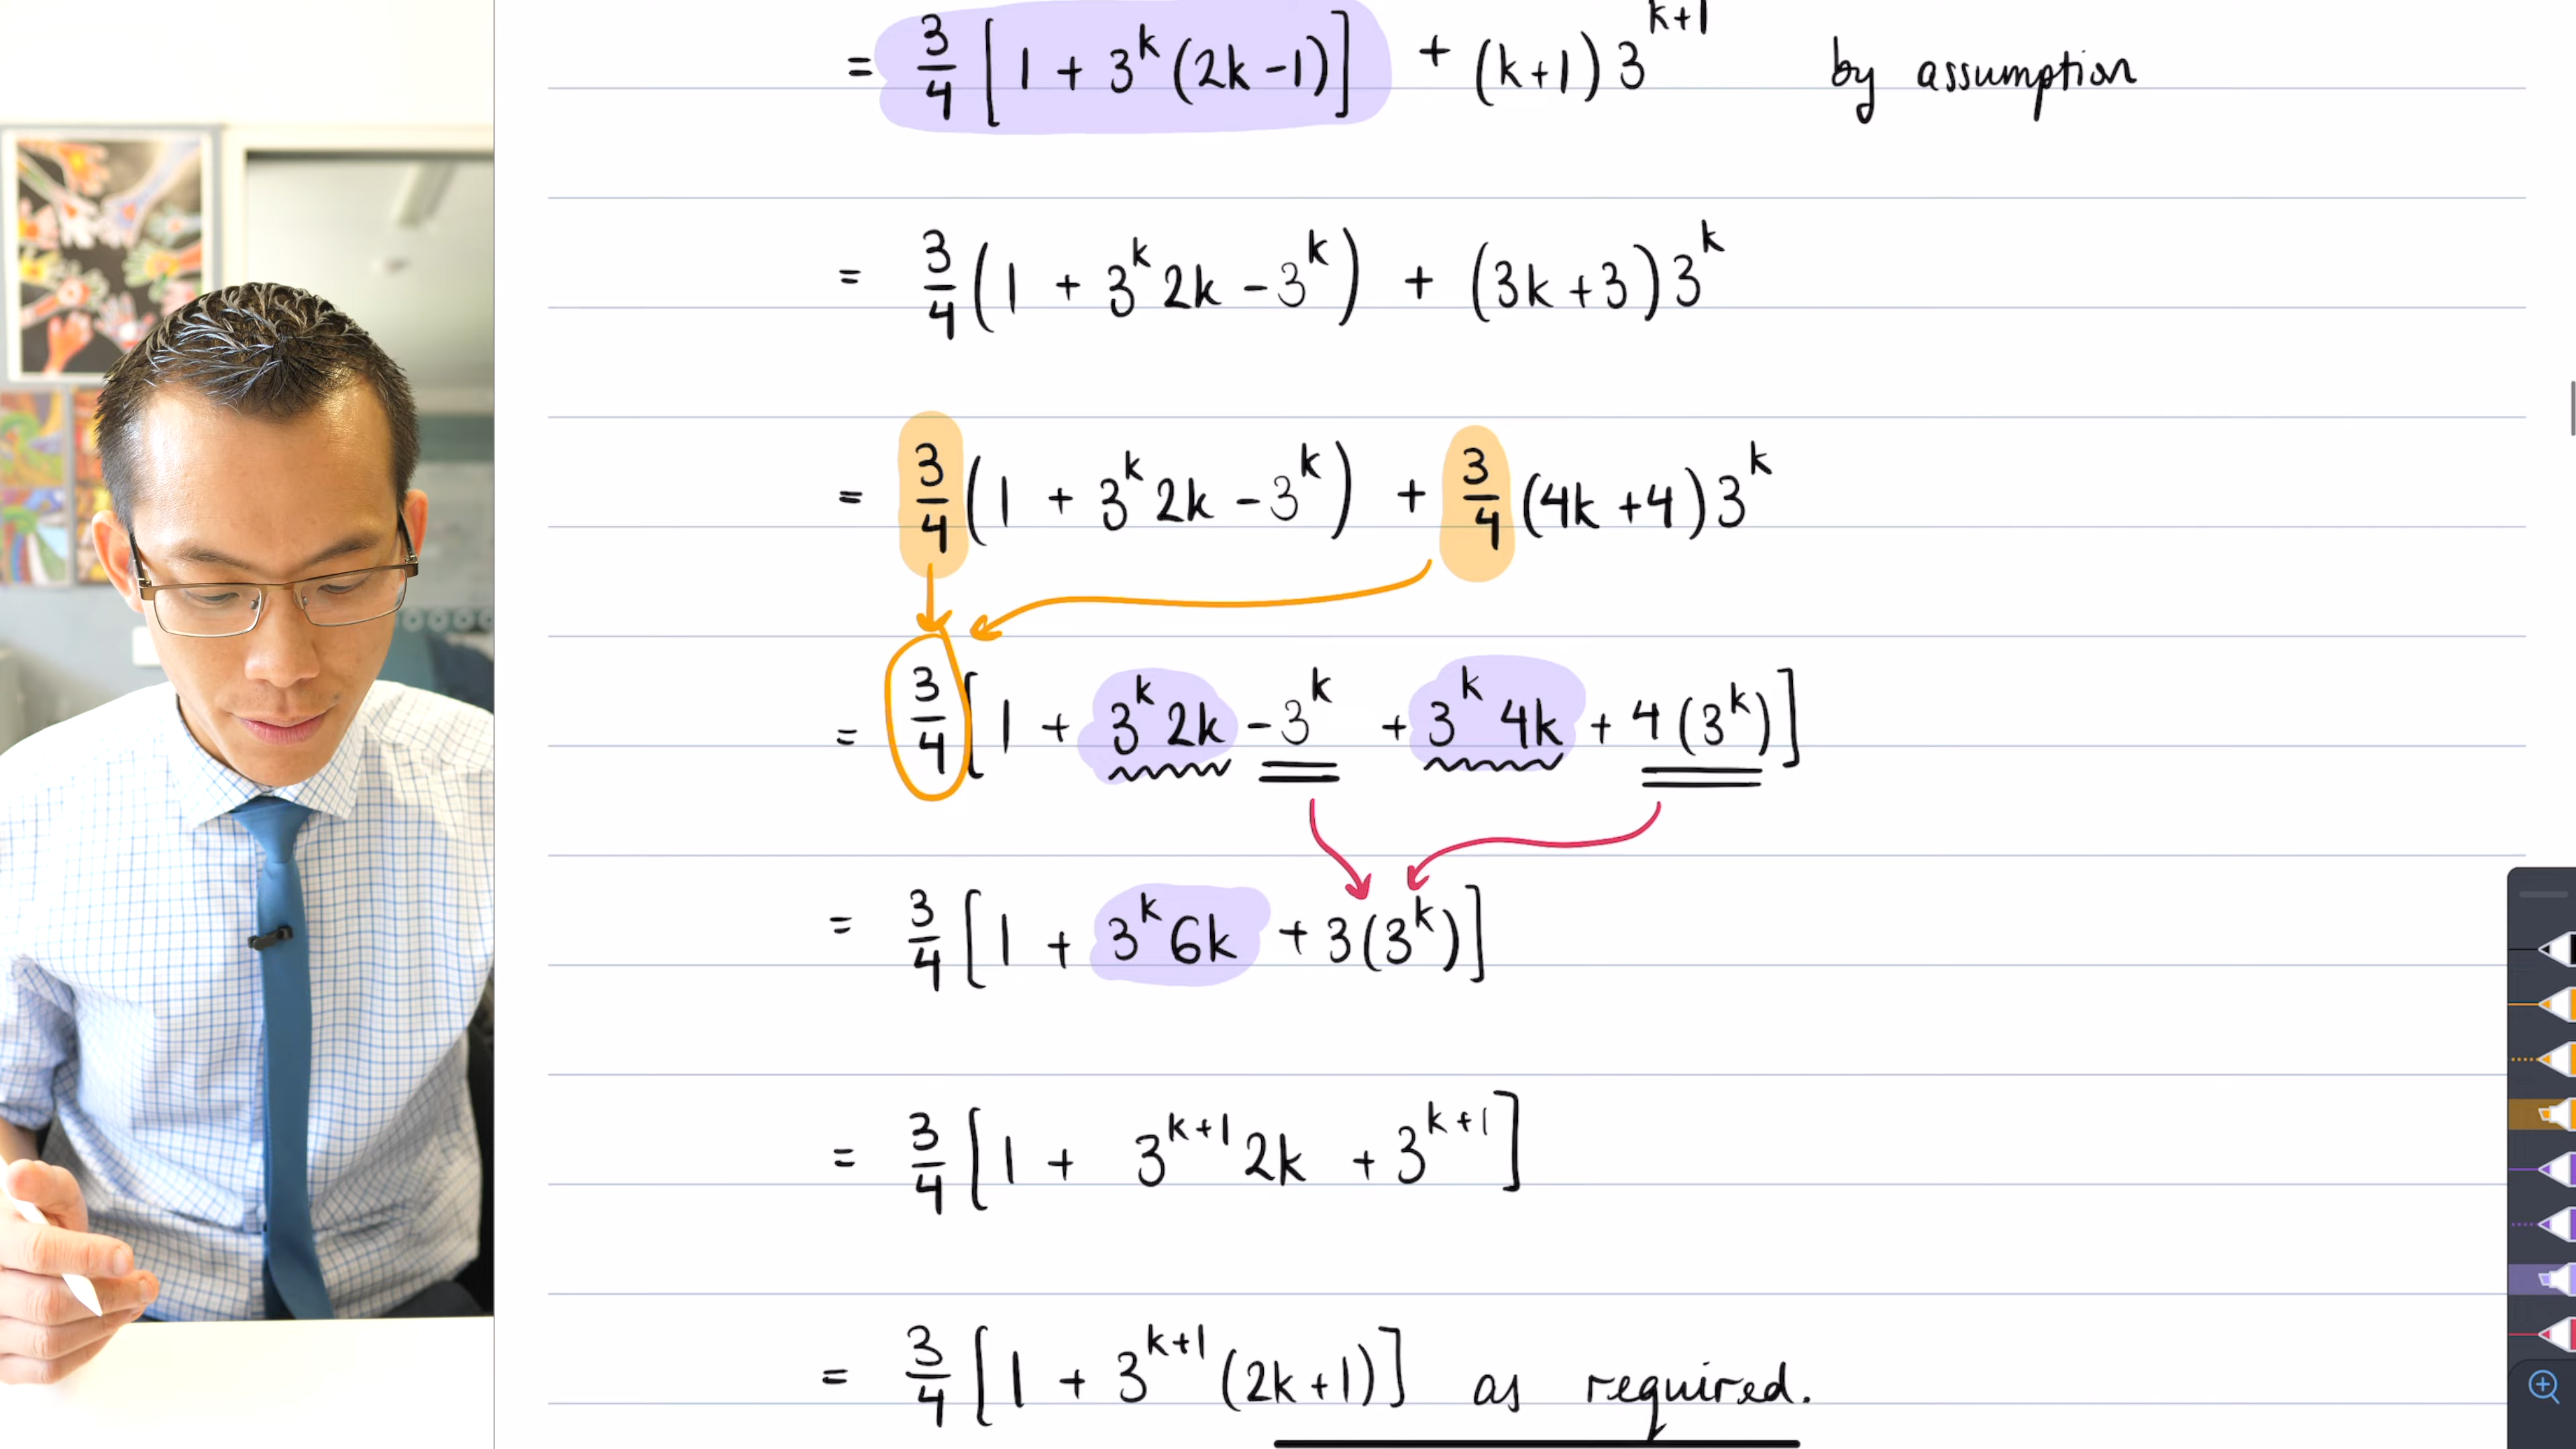 = 3/4 [1 + 3^k (2k-1)] + (k+1) 3^{k+1} by assumption
= 3/4 (1 + 3^k 2k - 3^k) + (3k+3) 3^k
= 3/4 (1 + 3^k 2k - 3^k) + 3/4 (4k+4) 3^k
= 3/4 [1 + 3^k 2k - 3^k + 3^k 4k + 4 (3^k)]
= 3/4 [1 + 3^k 6k + 3(3^k)]
= 3/4 [1 + 3^{k+1} 2k + 3^{k+1}]
= 3/4 [1 + 3^{k+1} (2k+1)] as required.